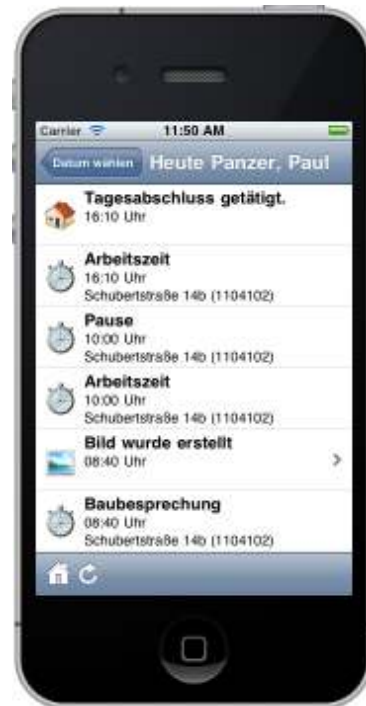 Carrier 11:50 AM
Datum wählen Heute Panzer, Paul
Tagesabschluss getätigt.
16:10 Uhr
Arbeitszeit
16:10 Uhr
Schubertstraße 14b (1104102)
Pause
10:00 Uhr
Schubertstraße 14b (1104102)
Arbeitszeit
10:00 Uhr
Schubertstraße 14b (1104102)
Bild wurde erstellt
08:40 Uhr
Baubesprechung
08:40 Uhr
Schubertstraße 14b (1104102)